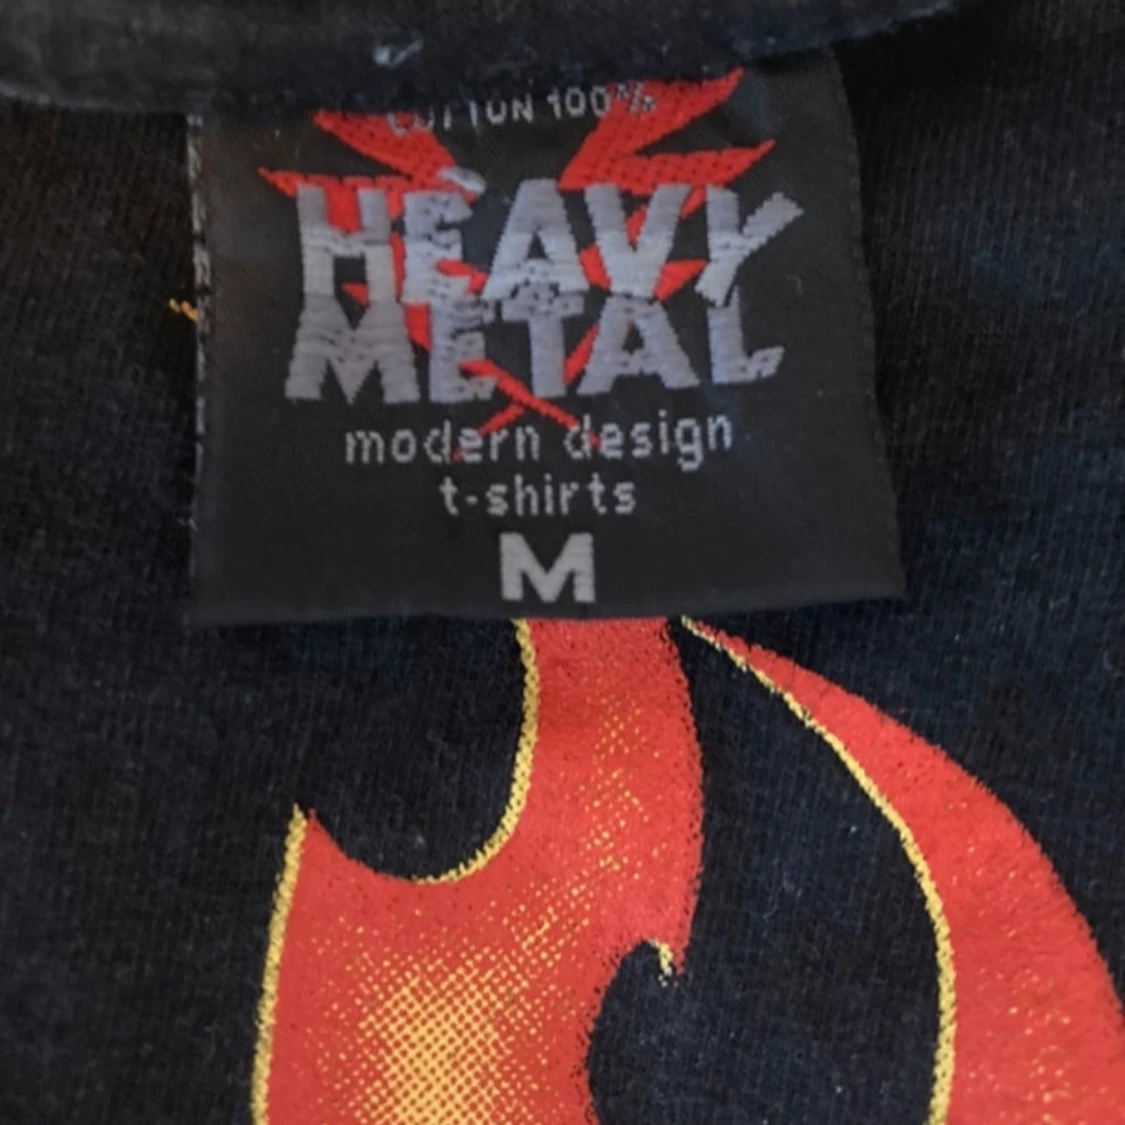 COTTON 100%
HEAVY
METAL
modern design
t-shirts
M